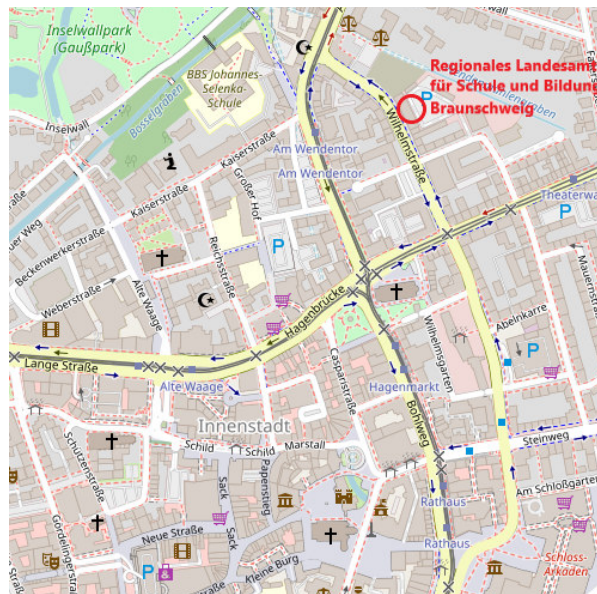 Inselwallpark
(Gaußpark)
Regionales Landesamt
für Schule und Bildung
Braunschweig
BBS Johannes-
Selenka-
Schule
Bosselgraben
Inselwall
Wilhelmstraße
Am Wendentor
Am Wendentor
Kaiserstraße
Großer Hof
Kaiserstraße
Theaterwa
Beckenwerkerstraße
Reichsstraße
Mauernstraße
Weberstraße
Alte Waage
Hagenbrücke
Abelnkarre
Wilhelmsgarten
Lange Straße
Alte Waage
Casparistraße
Hagenmarkt
Innenstadt
Bohlweg
Schild
Schild
Marstall
Steinweg
Schützenstraße
Papenstieg
Sack
Am Schloßgarten
Rathaus
Gördelingerstraße
Neue Straße
Sack
Rathaus
Kleine Burg
Schloss-
Arkaden